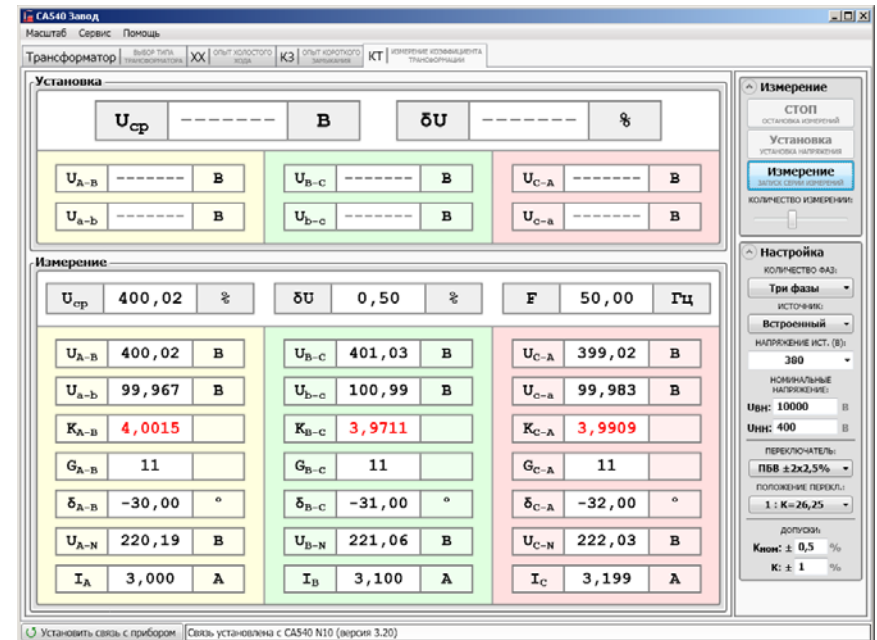 СА540 Завод
Масштаб Сервис Помощь
Трансформатор ВЫБОР ТИПА ТРАНСФОРМАТОРА XX ОПЫТ ХОЛОСТОГО ХОДА КЗ ОПЫТ КОРОТКОГО ЗАМЫКАНИЯ КТ ИЗМЕРЕНИЕ КОЭФФИЦИЕНТА ТРАНСФОРМАЦИИ
Установка
Uср ------- В δU ------- %
UA-B ------- В UB-C ------- В UC-A ------- В
Ua-b ------- В Ub-c ------- В Uc-a ------- В
Измерение
Uср 400,02 % δU 0,50 % F 50,00 Гц
UA-B 400,02 В UB-C 401,03 В UC-A 399,02 В
Ua-b 99,967 В Ub-c 100,99 В Uc-a 99,983 В
KA-B 4,0015 KB-C 3,9711 KC-A 3,9909
GA-B 11 GB-C 11 GC-A 11
δA-B -30,00 ° δB-C -31,00 ° δC-A -32,00 °
UA-N 220,19 В UB-N 221,06 В UC-N 222,03 В
IA 3,000 А IB 3,100 А IC 3,199 А
Измерение
СТОП
ОСТАНОВКА ИЗМЕРЕНИЙ
Установка
УСТАНОВКА НАПРЯЖЕНИЯ
Измерение
ЗАПУСК СЕРИИ ИЗМЕРЕНИЙ
КОЛИЧЕСТВО ИЗМЕРЕНИИ:
Настройка
КОЛИЧЕСТВО ФАЗ:
Три фазы
ИСТОЧНИК:
Встроенный
НАПРЯЖЕНИЕ ИСТ. (В):
380
НОМИНАЛЬНЫЕ
НАПРЯЖЕНИЕ:
Uвн: 10000 В
Uнн: 400 В
ПЕРЕКЛЮЧАТЕЛЬ:
ПБВ ±2x2,5%
ПОЛОЖЕНИЕ ПЕРЕКЛ.:
1 : K=26,25
ДОПУСКИ:
Kном: ± 0,5 %
K: ± 1 %
Установить связь с прибором Связь установлена с СА540 N10 (версия 3.20)